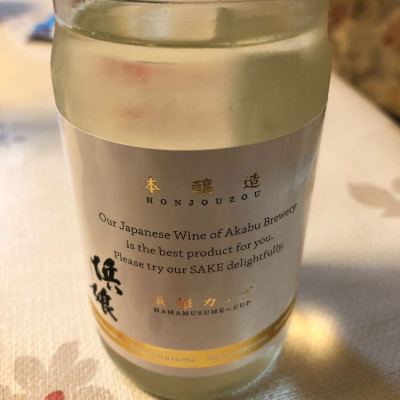 本醸造
HONJOUZOU
Our Japanese Wine of Akabu Brewery
is the best product for you.
Please try our SAKE delightfully.
浜娘
浜娘カップ
HAMAMUSUME-CUP